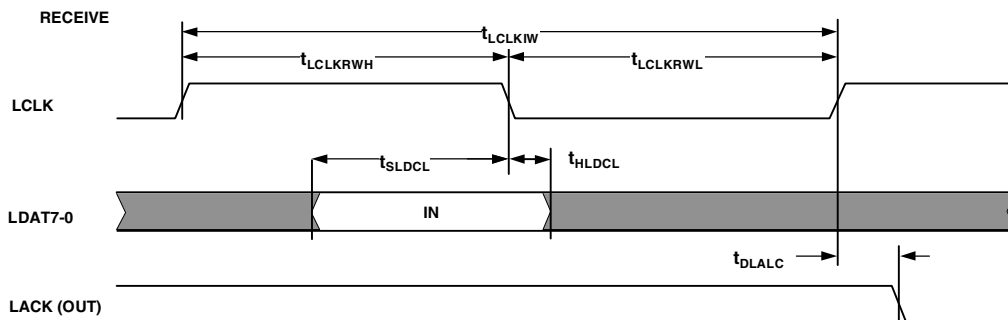 RECEIVE
tLCLKIW
tLCLKRWH
tLCLKRWL
LCLK
tSLDCL
tHLDCL
LDAT7-0
IN
tDLALC
LACK (OUT)